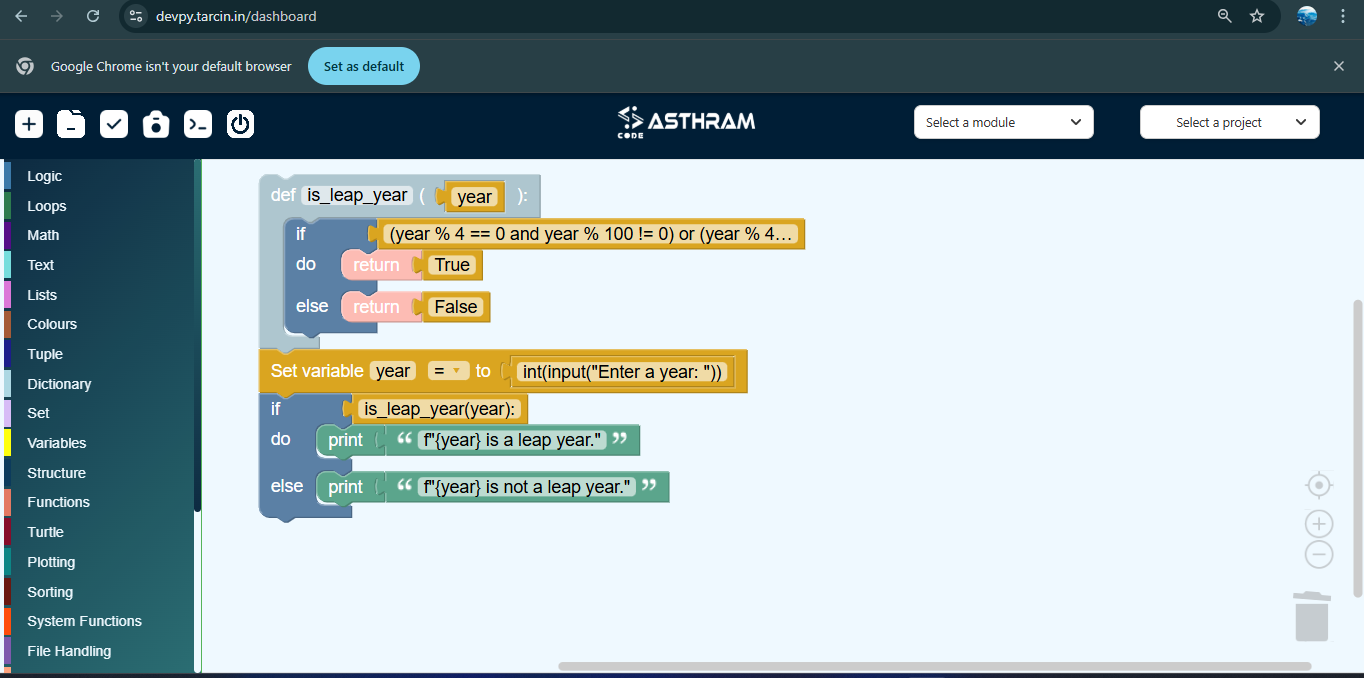 devpy.tarcin.in/dashboard
Google Chrome isn't your default browser
Set as default
CODE ASTHRAM
Select a module
Select a project
Logic
Loops
Math
Text
Lists
Colours
Tuple
Dictionary
Set
Variables
Structure
Functions
Turtle
Plotting
Sorting
System Functions
File Handling
def is_leap_year ( year ):
if (year % 4 == 0 and year % 100 != 0) or (year % 4...
do return True
else return False
Set variable year = to int(input("Enter a year: "))
if is_leap_year(year):
do print “ f"{year} is a leap year." ”
else print “ f"{year} is not a leap year." ”